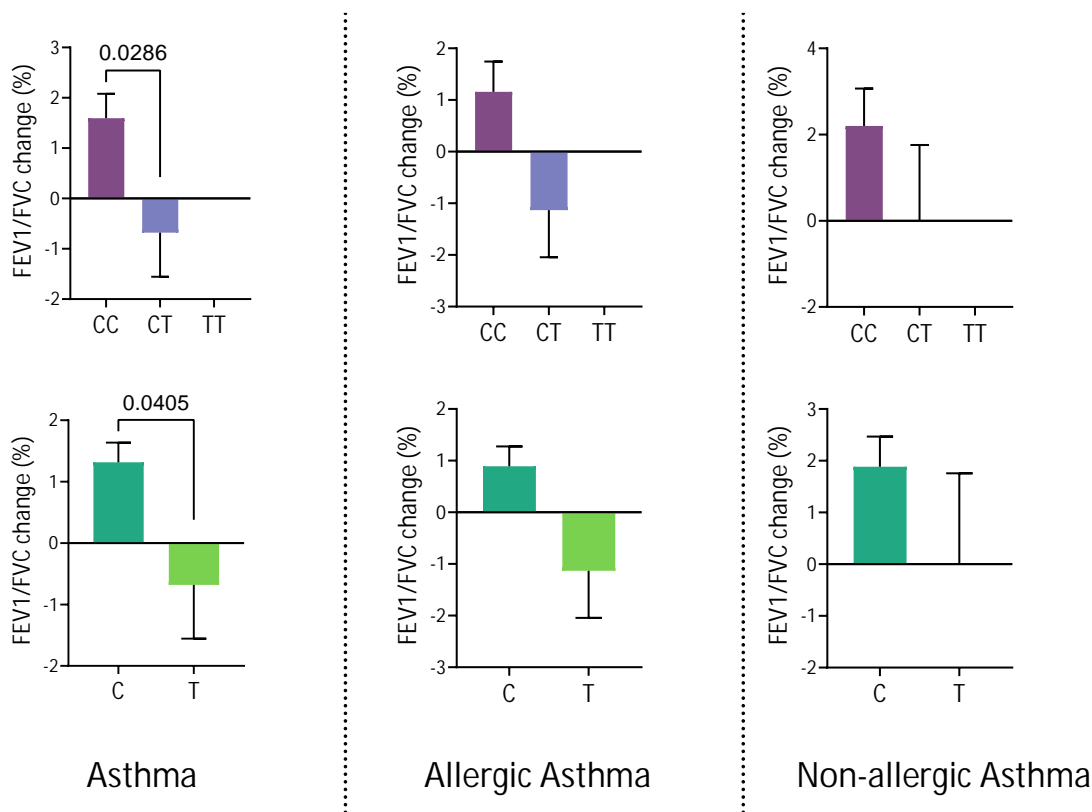 FEV1/FVC change (%)
3
2
1
0
-1
-2
0.0286
CC CT TT
FEV1/FVC change (%)
2
1
0
-1
-2
-3
CC CT TT
FEV1/FVC change (%)
4
2
0
-2
CC CT TT
FEV1/FVC change (%)
2
1
0
-1
-2
0.0405
C T
FEV1/FVC change (%)
2
1
0
-1
-2
-3
C T
FEV1/FVC change (%)
3
2
1
0
-1
-2
C T
Asthma
Allergic Asthma
Non-allergic Asthma